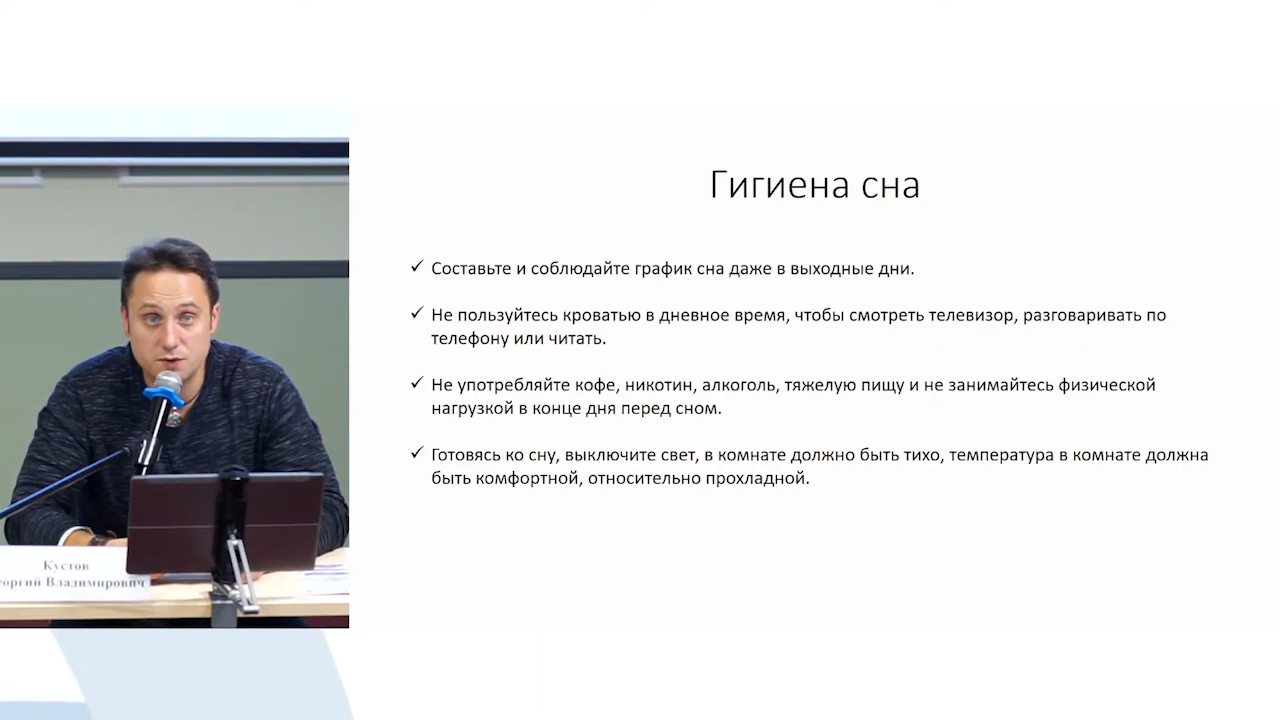 Гигиена сна
Составьте и соблюдайте график сна даже в выходные дни.
Не пользуйтесь кроватью в дневное время, чтобы смотреть телевизор, разговаривать по
телефону или читать.
Не употребляйте кофе, никотин, алкоголь, тяжелую пищу и не занимайтесь физической
нагрузкой в конце дня перед сном.
Готовясь ко сну, выключите свет, в комнате должно быть тихо, температура в комнате должна
быть комфортной, относительно прохладной.
Кустов
еоргий Владимирович